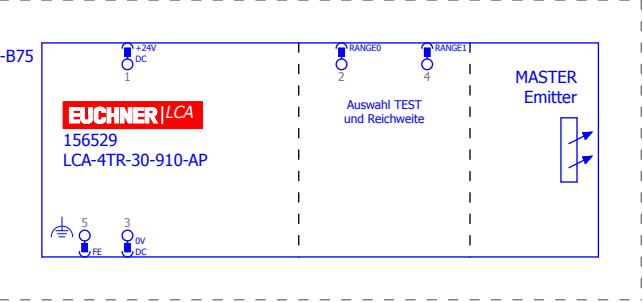 -B75
+24V
DC
1
RANGE0
2
RANGE1
4
MASTER
Emitter
EUCHNER|LCA
156529
LCA-4TR-30-910-AP
Auswahl TEST
und Reichweite
5
FE
3
0V
DC